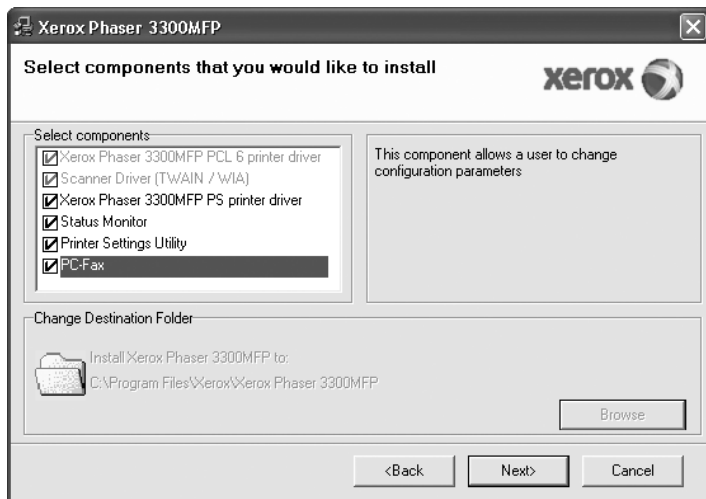 Xerox Phaser 3300MFP
Select components that you would like to install
xerox
Select components
Xerox Phaser 3300MFP PCL 6 printer driver
Scanner Driver (TWAIN / WIA)
Xerox Phaser 3300MFP PS printer driver
Status Monitor
Printer Settings Utility
PC-Fax
This component allows a user to change
configuration parameters
Change Destination Folder
Install Xerox Phaser 3300MFP to:
C:\Program Files\Xerox\Xerox Phaser 3300MFP
Browse
<Back
Next>
Cancel